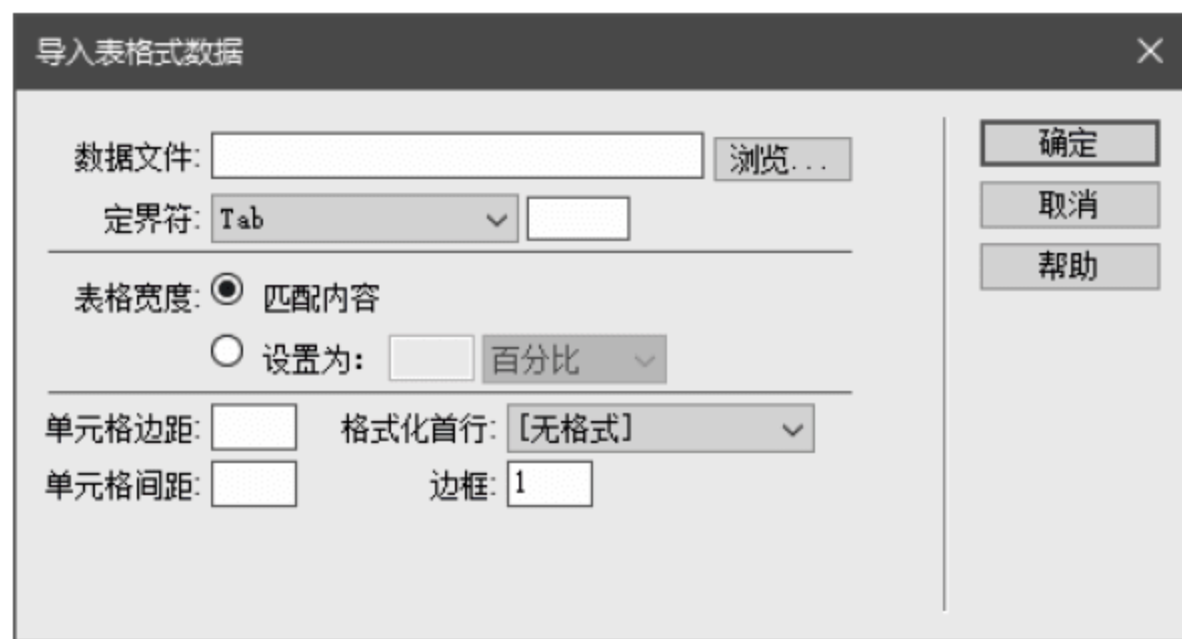 导入表格式数据
数据文件: 浏览...
定界符: Tab
表格宽度: 匹配内容
设置为: 百分比
单元格边距: 格式化首行: [无格式]
单元格间距: 边框: 1
确定
取消
帮助